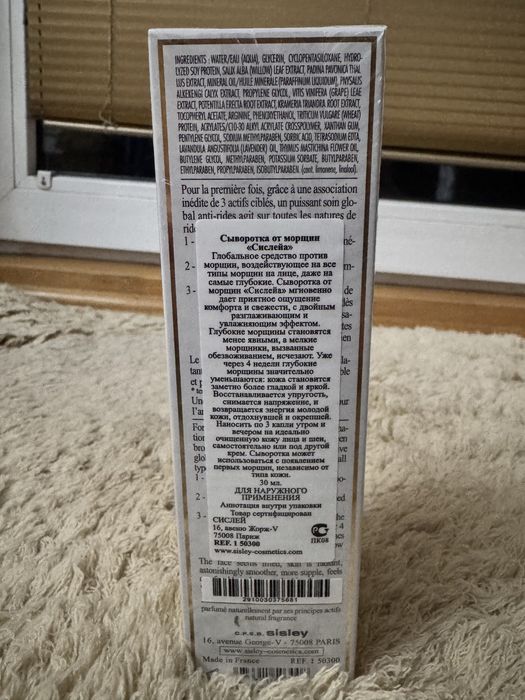 INGREDIENTS : WATER/EAU (AQUA), GLYCERIN, CYCLOPENTASILOXANE, HYDRO-
LYZED SOY PROTEIN, SALIX ALBA (WILLOW) LEAF EXTRACT, PADINA PAVONICA THAL
LUS EXTRACT, MINERAL OIL/HUILE MINERALE (PARAFFINUM LIQUIDUM), PHYSALIS
ALKEKENGI CALYX EXTRACT, PROPYLENE GLYCOL, VITIS VINIFERA (GRAPE) LEAF
EXTRACT, POTENTILLA ERECTA ROOT EXTRACT, KRAMERIA TRIANDRA ROOT EXTRACT,
TOCOPHERYL ACETATE, ARGININE, PHENOXYETHANOL, TRITICUM VULGARE (WHEAT)
PROTEIN, ACRYLATES/C10-30 ALKYL ACRYLATE CROSSPOLYMER, XANTHAN GUM,
PENTYLENE GLYCOL, SODIUM METHYLPARABEN, SORBIC ACID, TETRASODIUM EDTA,
LAVANDULA ANGUSTIFOLIA (LAVENDER) OIL, THYMUS MASTICHINA FLOWER OIL,
BUTYLENE GLYCOL, METHYLPARABEN, POTASSIUM SORBATE, BUTYLPARABEN,
ETHYLPARABEN, PROPYLPARABEN, ISOBUTYLPARABEN (cont. limonene, linalool).
Pour la première fois, grâce à une association
inédite de 3 actifs ciblés, un puissant soin glo-
bal anti-rides agit sur toutes les natures de
Сыворотка от морщин
«Сислейа»
Глобальное средство против
морщин, воздействующее на все
типы морщин на лице, даже на
самые глубокие. Сыворотка от
морщин «Сислейа» мгновенно
дает приятное ощущение
комфорта и свежести, с двойным
разглаживающим и
увлажняющим эффектом.
Глубокие морщины становятся
менее явными, а мелкие
морщинки, вызванные
обезвоживанием, исчезают. Уже
через 4 недели глубокие
морщины значительно
уменьшаются: кожа становится
заметно более гладкой и яркой.
Восстанавливается упругость,
снимается напряжение, и
возвращается энергия молодой
кожи, отдохнувшей и окрепшей.
Наносить по 3 капли утром и
вечером на идеально
очищенную кожу лица и шеи,
самостоятельно или под другой
крем. Сыворотка может
использоваться с появлением
первых морщин, независимо от
типа кожи.
30 мл.
ДЛЯ НАРУЖНОГО
ПРИМЕНЕНИЯ
Аннотация внутри упаковки
Товар сертифицирован
СИСЛЕЙ
16, авеню Жорж-V
75008 Париж
REF. 1 50300
www.sisley-cosmetics.com
ПК08
The face seems lifted, skin is radiant,
astonishingly smoother, more supple, feels
2910030375681
parfumé naturellement par ses principes actifs
natural fragrance
C.F.E.B. sisley
16, avenue George-V - 75008 PARIS
www.sisley-cosmetics.com
Made in France REF. 1 50300